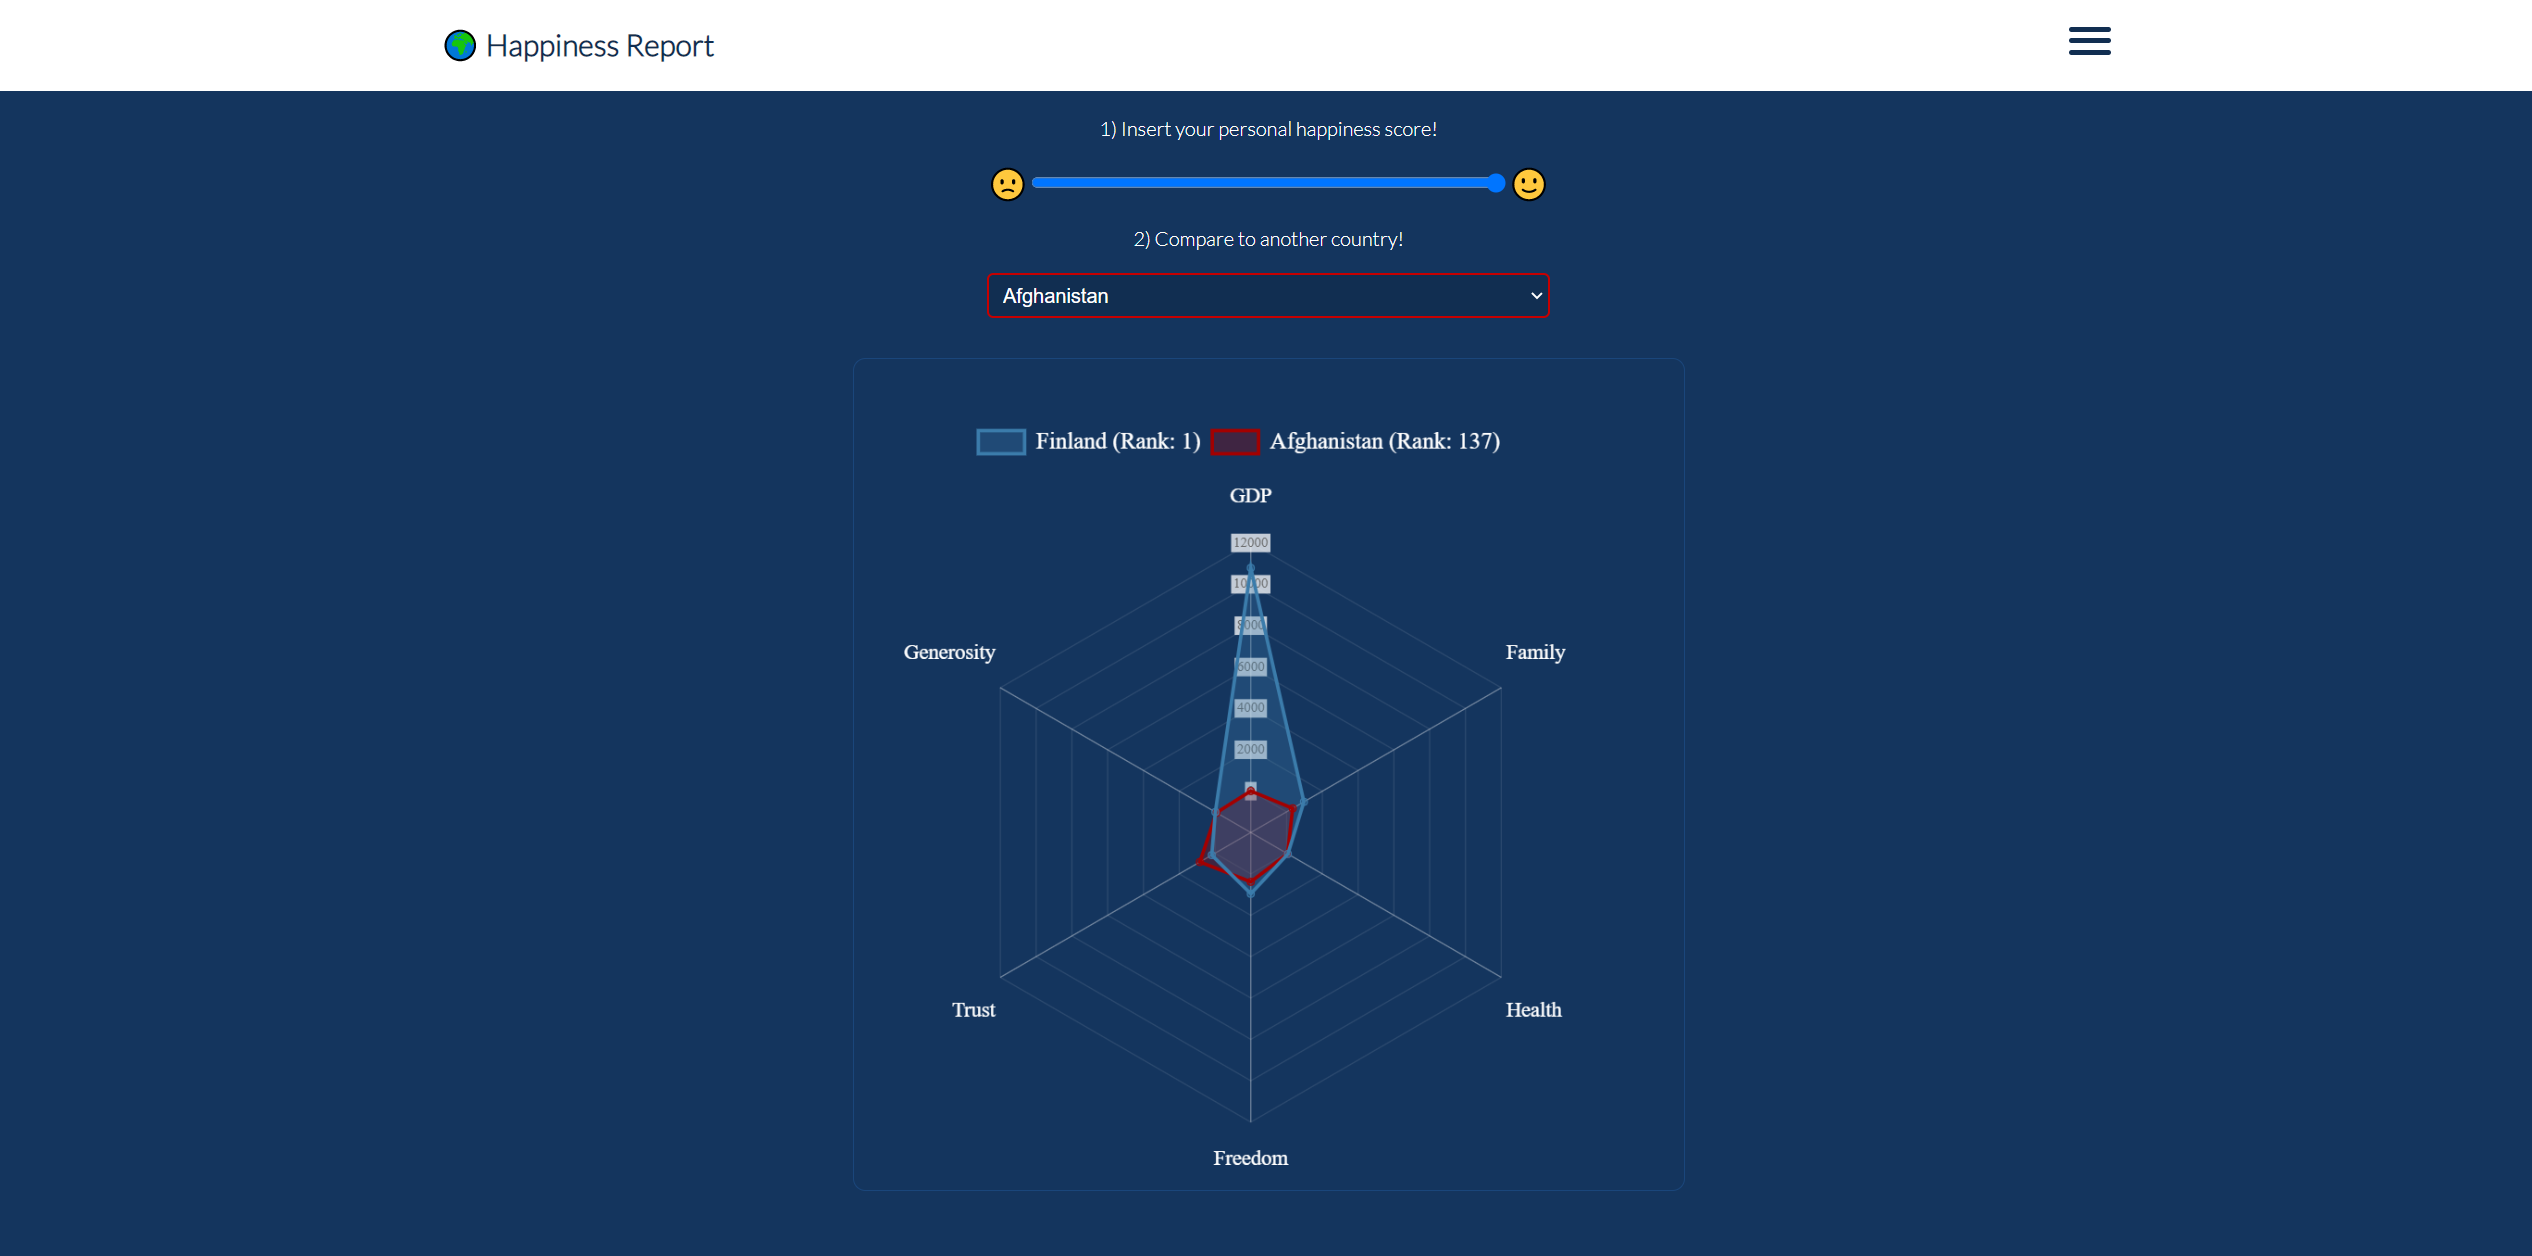 Happiness Report
1) Insert your personal happiness score!
2) Compare to another country!
Afghanistan
Finland (Rank: 1) Afghanistan (Rank: 137)
GDP
12000
10000
8000
Generosity
Family
6000
4000
2000
0
Trust
Health
Freedom